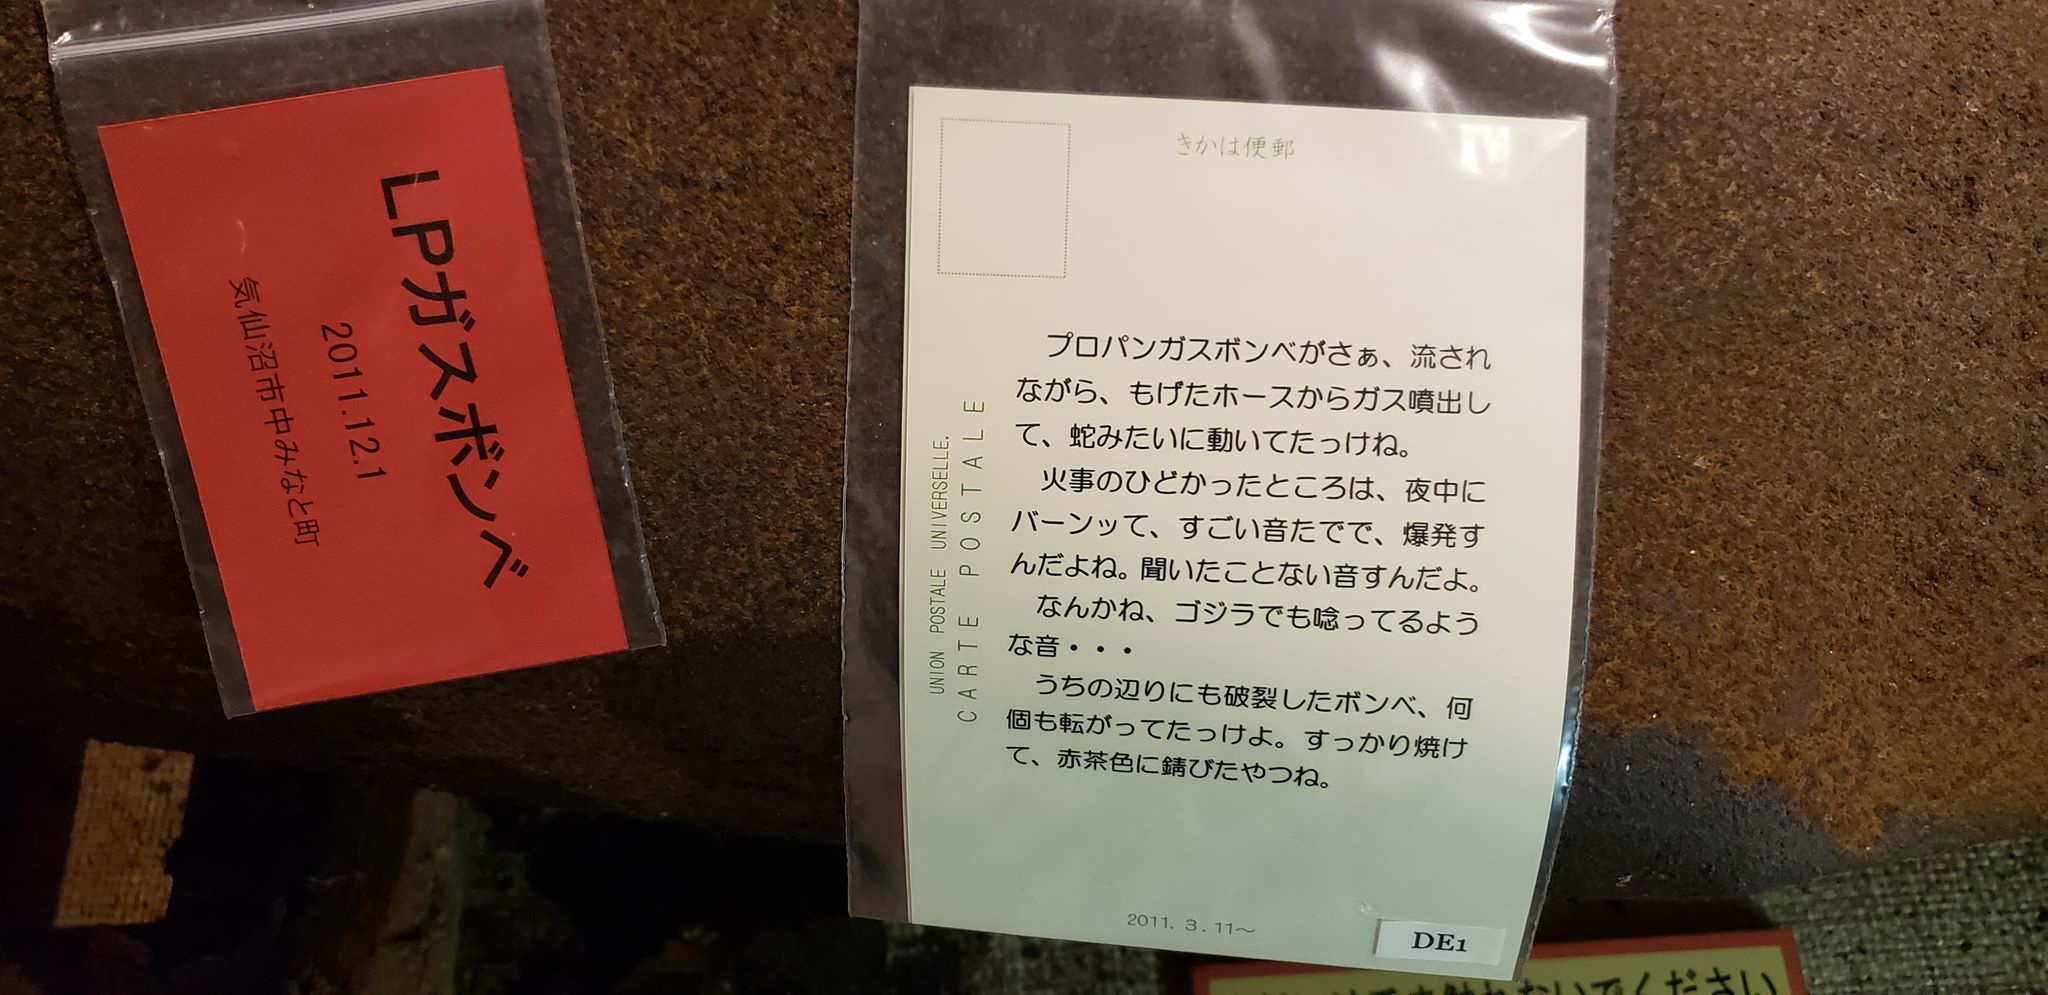 LPガスボンベ
2011.12.1
気仙沼市中みなと町
きかは便郵
UNION POSTALE UNIVERSELLE.
CARTE POSTALE
プロパンガスボンベがさぁ、流され
ながら、もげたホースからガス噴出し
て、蛇みたいに動いてたっけね。
火事のひどかったところは、夜中に
バーンッて、すごい音たでで、爆発す
んだよね。聞いたことない音すんだよ。
なんかね、ゴジラでも唸ってるよう
な音・・・
うちの辺りにも破裂したボンベ、何
個も転がってたっけよ。すっかり焼け
て、赤茶色に錆びたやつね。
2011. 3. 11～
DE1
触れないでください